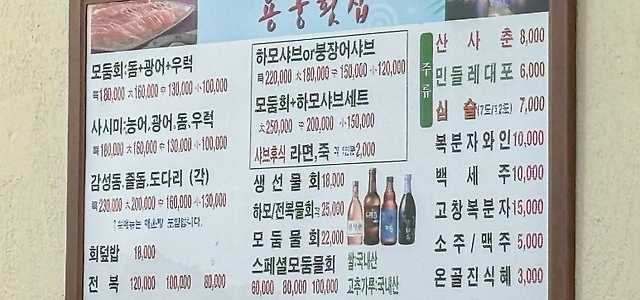 용궁횟집
모둠회:돔+광어+우럭
특180,000 大160,000 中130,000 小100,000
사시미:농어,광어,돔,우럭
특180,000 大160,000 中130,000 小100,000
감성돔,줄돔,도다리 (각)
특230,000 大200,000 中160,000 小130,000
회덮밥 18,000
전복 120,000 100,000 80,000
하모샤브or붕장어샤브
특220,000 大180,000 中150,000 小120,000
모둠회+하모샤브세트
大250,000 中200,000 小150,000
샤브후식 라면,죽 2,000
생선물회 18,000
하모/전복물회 25,000
모둠물회 22,000
스페셜모둠물회
60,000 80,000 100,000
쌀:국내산
고추가루:국내산
주류
산사춘 8,000
민들레대포 6,000
심술(7도/12도) 7,000
복분자와인 10,000
백세주 10,000
고창복분자 15,000
소주/맥주 5,000
온골진식혜 3,000